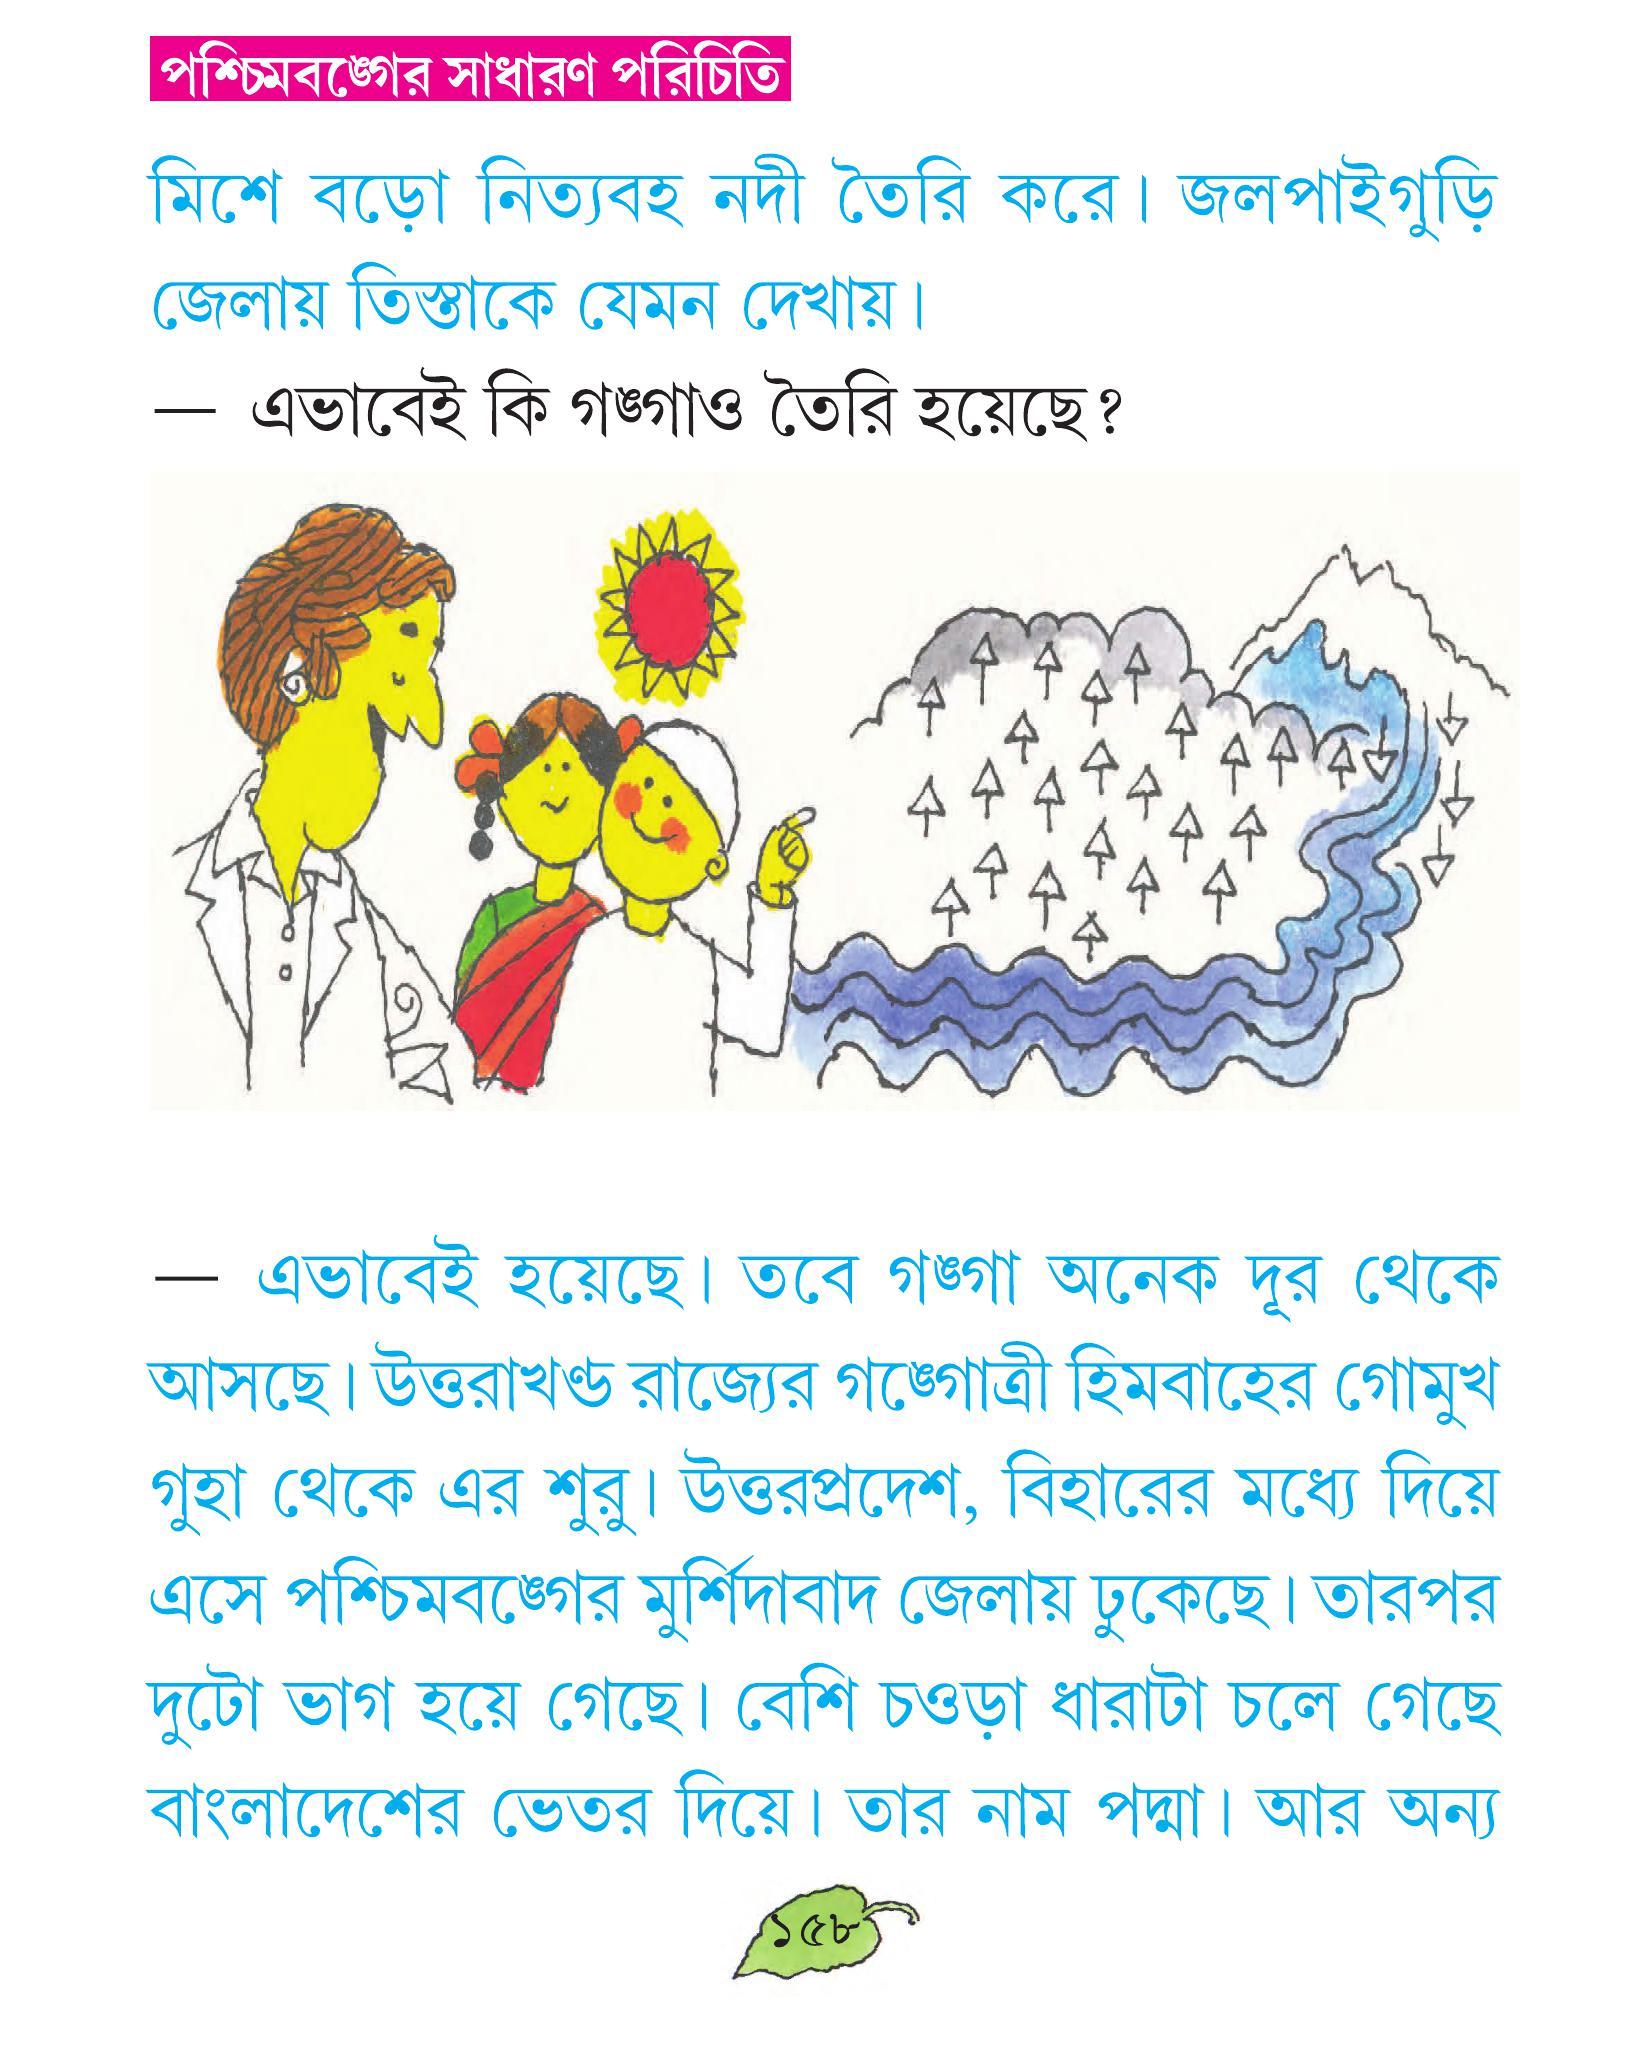 পশ্চিমবঙ্গের সাধারণ পরিচিতি
মিশে বড়ো নিত্যবহ নদী তৈরি করে। জলপাইগুড়ি
জেলায় তিস্তাকে যেমন দেখায়।
— এভাবেই কি গঙ্গাও তৈরি হয়েছে?
— এভাবেই হয়েছে। তবে গঙ্গা অনেক দূর থেকে
আসছে। উত্তরাখণ্ড রাজ্যের গঙ্গোত্রী হিমবাহের গোমুখ
গুহা থেকে এর শুরু। উত্তরপ্রদেশ, বিহারের মধ্যে দিয়ে
এসে পশ্চিমবঙ্গের মুর্শিদাবাদ জেলায় ঢুকেছে। তারপর
দুটো ভাগ হয়ে গেছে। বেশি চওড়া ধারাটা চলে গেছে
বাংলাদেশের ভেতর দিয়ে। তার নাম পদ্মা। আর অন্য
১৫৮